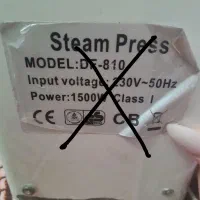 Steam Press
MODEL:DF-810
Input voltage: 230V~50Hz
Power:1500W Class I
CE CB